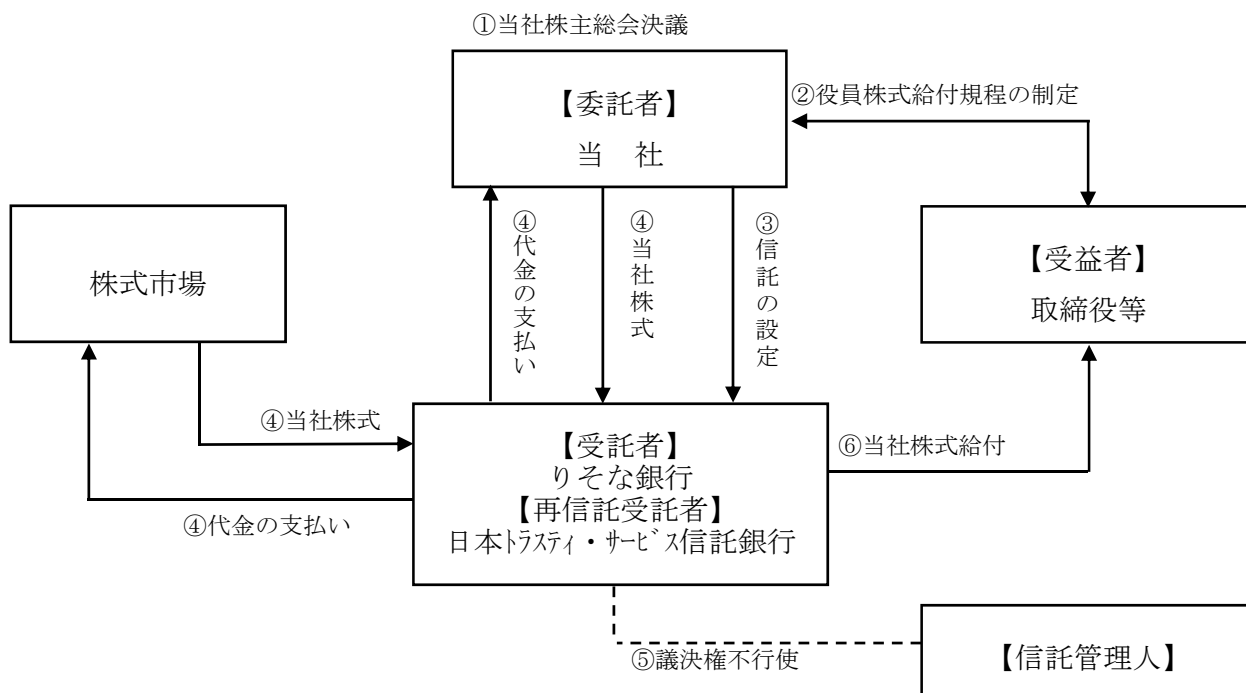 ①当社株主総会決議
【委託者】
当　社
②役員株式給付規程の制定
④代金の支払い
④当社株式
③信託の設定
株式市場
【受益者】
取締役等
④当社株式
④代金の支払い
【受託者】
りそな銀行
【再信託受託者】
日本ﾄﾗｽﾃｨ・ｻｰﾋﾞｽ信託銀行
⑥当社株式給付
⑤議決権不行使
【信託管理人】